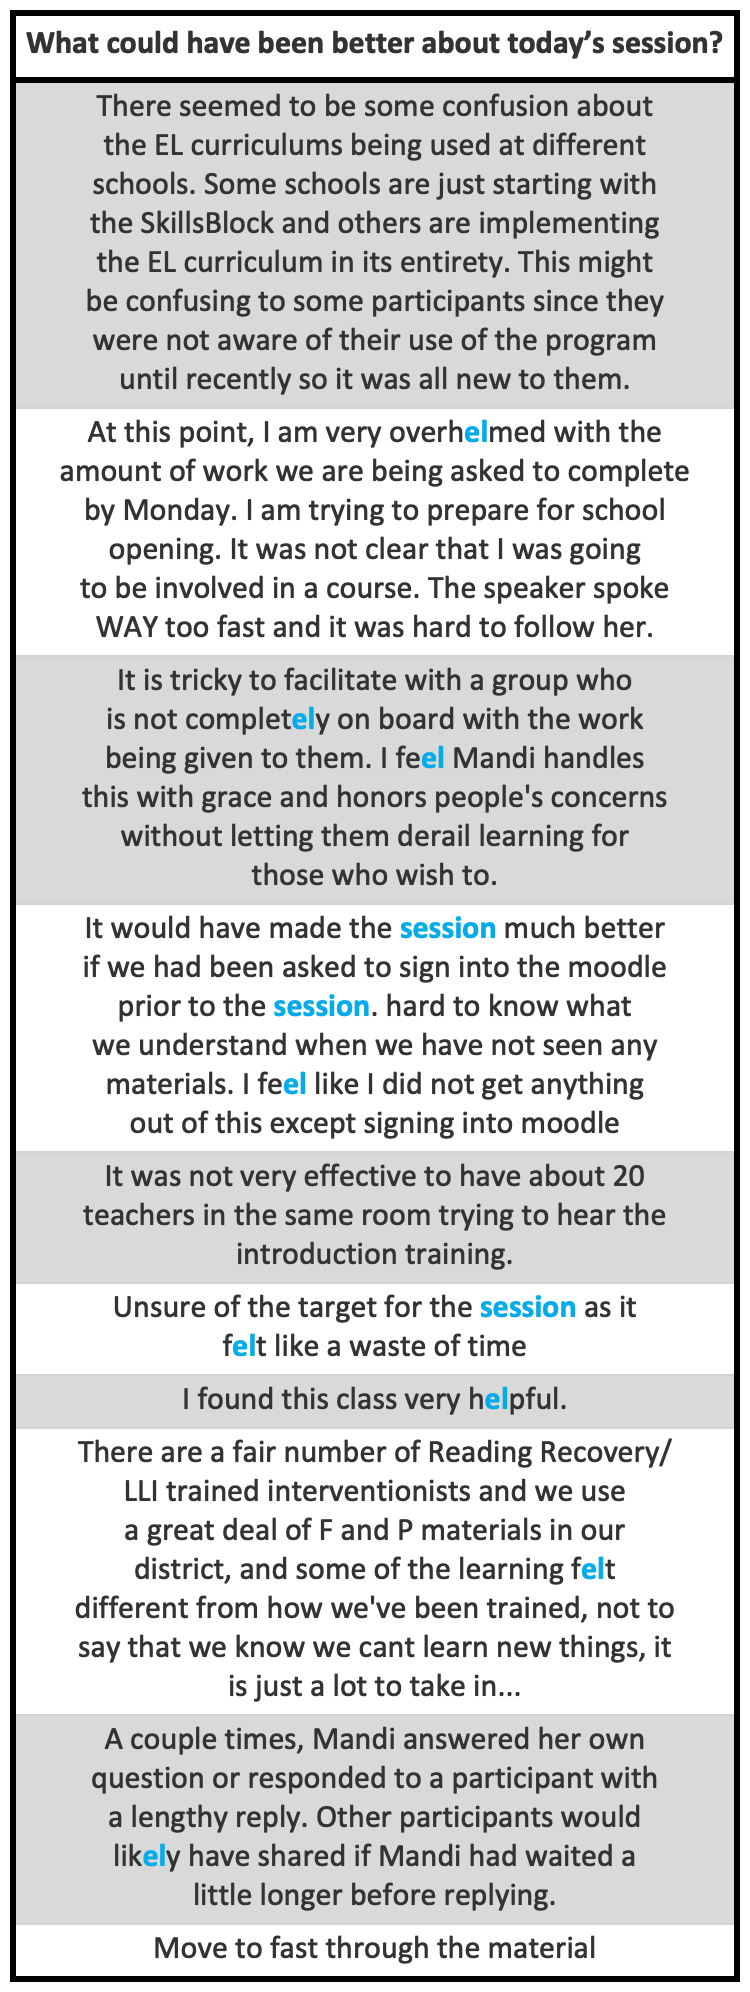 What could have been better about today’s session?
There seemed to be some confusion about
the EL curriculums being used at different
schools. Some schools are just starting with
the SkillsBlock and others are implementing
the EL curriculum in its entirety. This might
be confusing to some participants since they
were not aware of their use of the program
until recently so it was all new to them.
At this point, I am very overhelmed with the
amount of work we are being asked to complete
by Monday. I am trying to prepare for school
opening. It was not clear that I was going
to be involved in a course. The speaker spoke
WAY too fast and it was hard to follow her.
It is tricky to facilitate with a group who
is not completely on board with the work
being given to them. I feel Mandi handles
this with grace and honors people's concerns
without letting them derail learning for
those who wish to.
It would have made the session much better
if we had been asked to sign into the moodle
prior to the session. hard to know what
we understand when we have not seen any
materials. I feel like I did not get anything
out of this except signing into moodle
It was not very effective to have about 20
teachers in the same room trying to hear the
introduction training.
Unsure of the target for the session as it
felt like a waste of time
I found this class very helpful.
There are a fair number of Reading Recovery/
LLI trained interventionists and we use
a great deal of F and P materials in our
district, and some of the learning felt
different from how we've been trained, not to
say that we know we cant learn new things, it
is just a lot to take in...
A couple times, Mandi answered her own
question or responded to a participant with
a lengthy reply. Other participants would
likely have shared if Mandi had waited a
little longer before replying.
Move to fast through the material